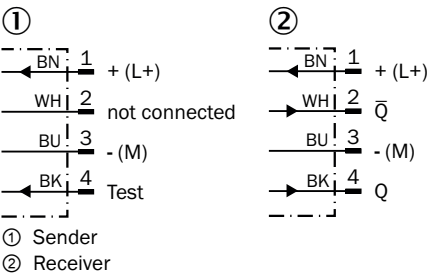 ① ②
BN 1 + (L+)
WH 2 not connected
BU 3 - (M)
BK 4 Test
BN 1 + (L+)
WH 2 Q̅
BU 3 - (M)
BK 4 Q
① Sender
② Receiver